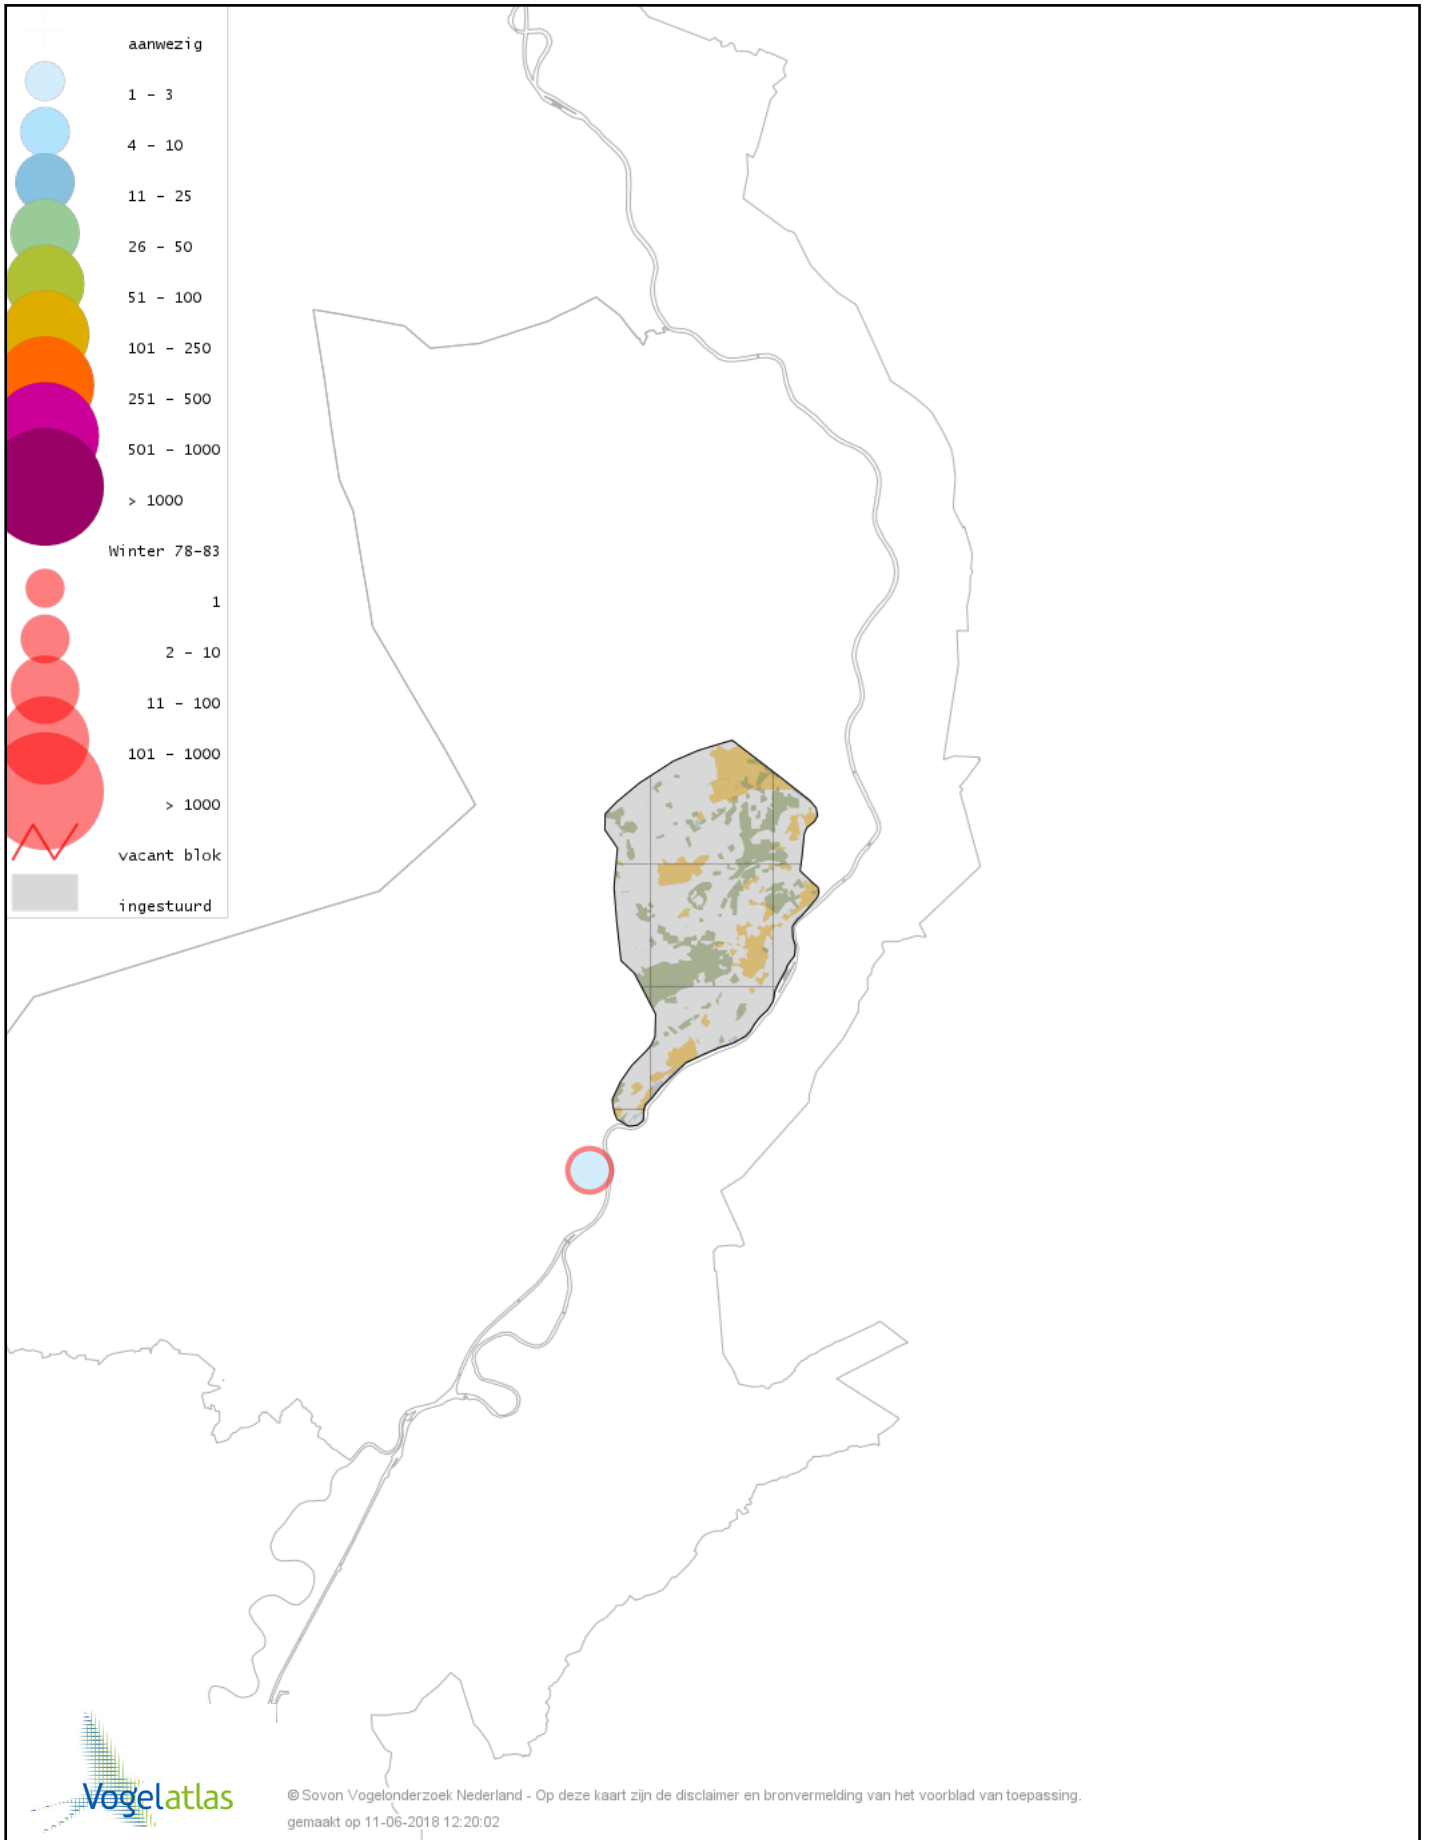 aanwezig
1 - 3
4 - 10
11 - 25
26 - 50
51 - 100
101 - 250
251 - 500
501 - 1000
> 1000
Winter 78-83
1
2 - 10
11 - 100
101 - 1000
> 1000
vacant blok
ingestuurd
Vogelatlas
© Sovon Vogelonderzoek Nederland - Op deze kaart zijn de disclaimer en bronvermelding van het voorblad van toepassing.
gemaakt op 11-06-2018 12:20:02